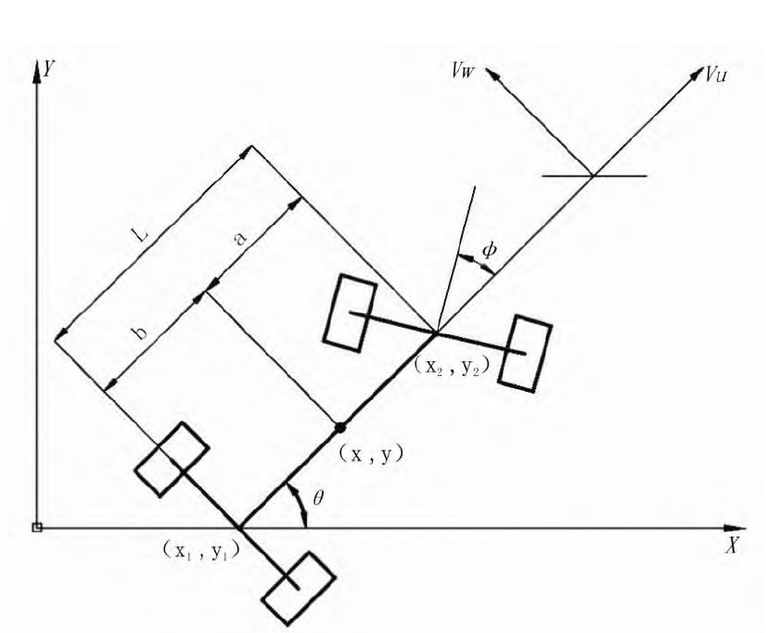 Y
Vw
Vu
L
a
b
ϕ
(x₂,y₂)
(x,y)
θ
(x₁,y₁)
X